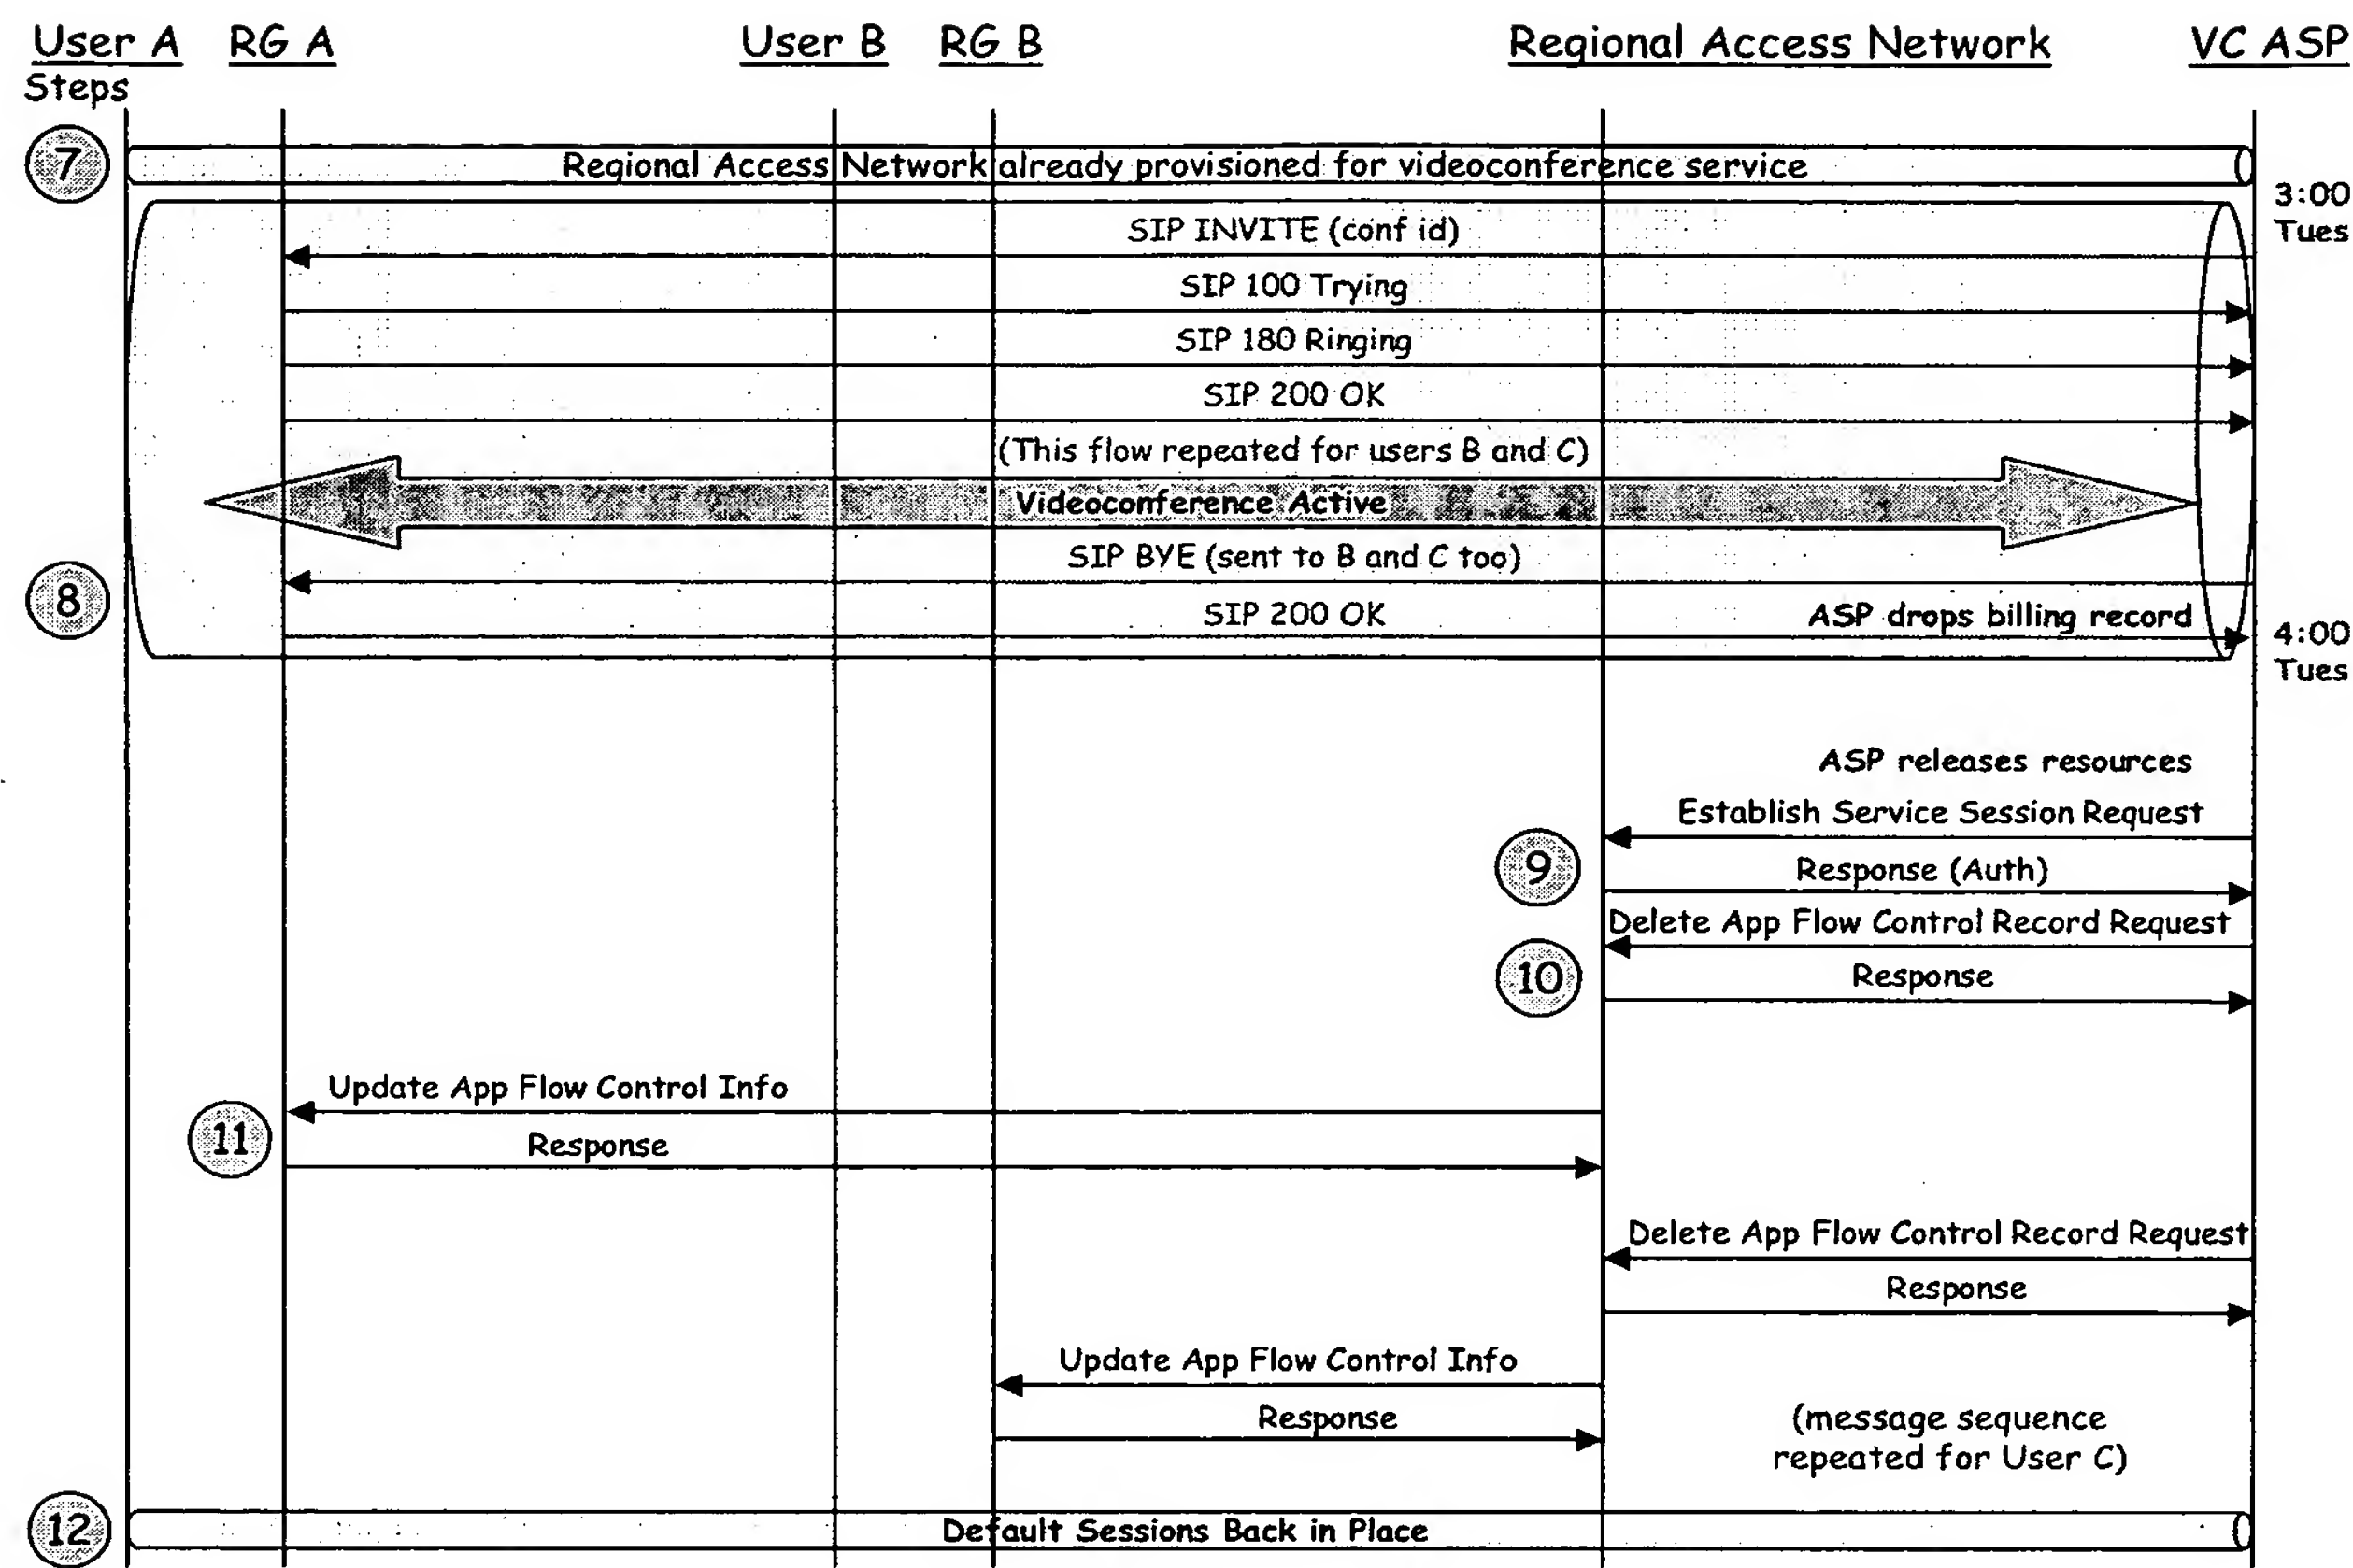 User A RG A User B RG B Regional Access Network VC ASP
Steps
7 Regional Access Network already provisioned for videoconference service
3:00
Tues
SIP INVITE (conf id)
SIP 100 Trying
SIP 180 Ringing
SIP 200 OK
(This flow repeated for users B and C)
Videoconference Active
SIP BYE (sent to B and C too)
8
SIP 200 OK ASP drops billing record
4:00
Tues
ASP releases resources
Establish Service Session Request
9 Response (Auth)
Delete App Flow Control Record Request
10 Response
Update App Flow Control Info
11 Response
Delete App Flow Control Record Request
Response
Update App Flow Control Info
Response
(message sequence
repeated for User C)
12 Default Sessions Back in Place